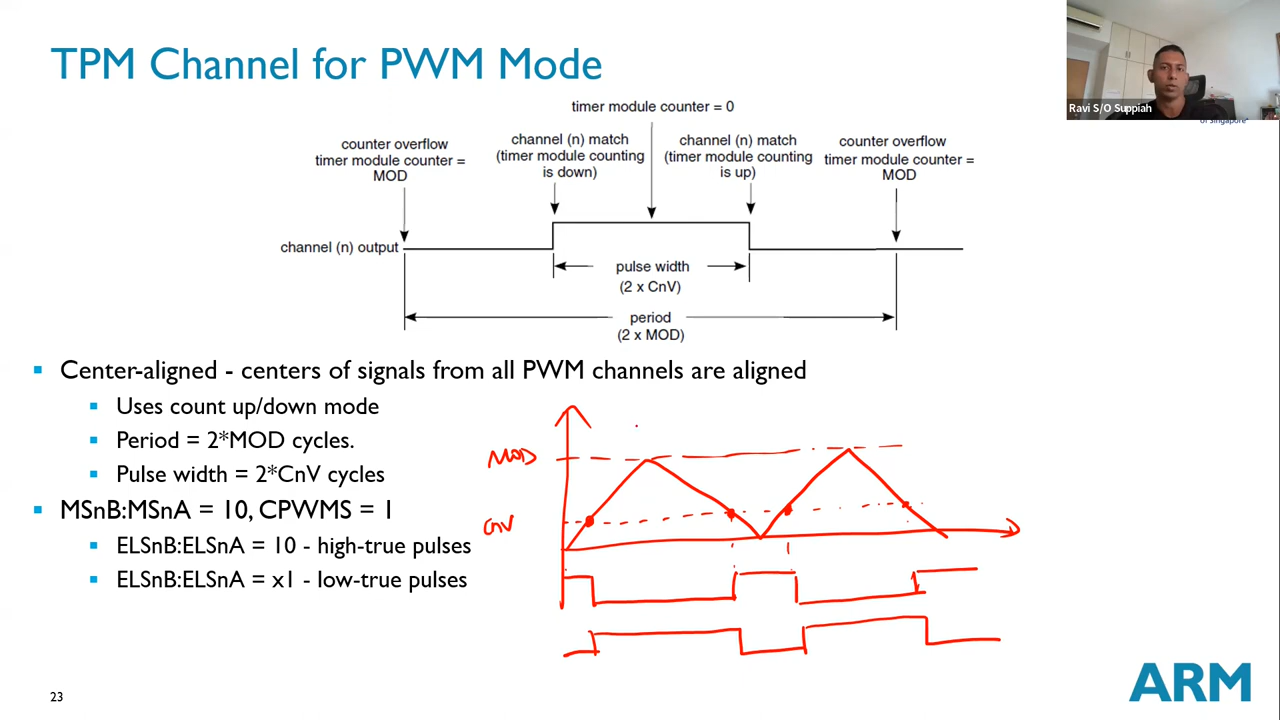 TPM Channel for PWM Mode
Ravi S/O Suppiah
of Singapore
timer module counter = 0
counter overflow
timer module counter =
MOD
channel (n) match
(timer module counting
is down)
channel (n) match
(timer module counting
is up)
counter overflow
timer module counter =
MOD
channel (n) output
pulse width
(2 x CnV)
period
(2 x MOD)
▪ Center-aligned - centers of signals from all PWM channels are aligned
▪ Uses count up/down mode
▪ Period = 2*MOD cycles.
▪ Pulse width = 2*CnV cycles
▪ MSnB:MSnA = 10, CPWMS = 1
▪ ELSnB:ELSnA = 10 - high-true pulses
▪ ELSnB:ELSnA = x1 - low-true pulses
MOD
CnV
23
ARM